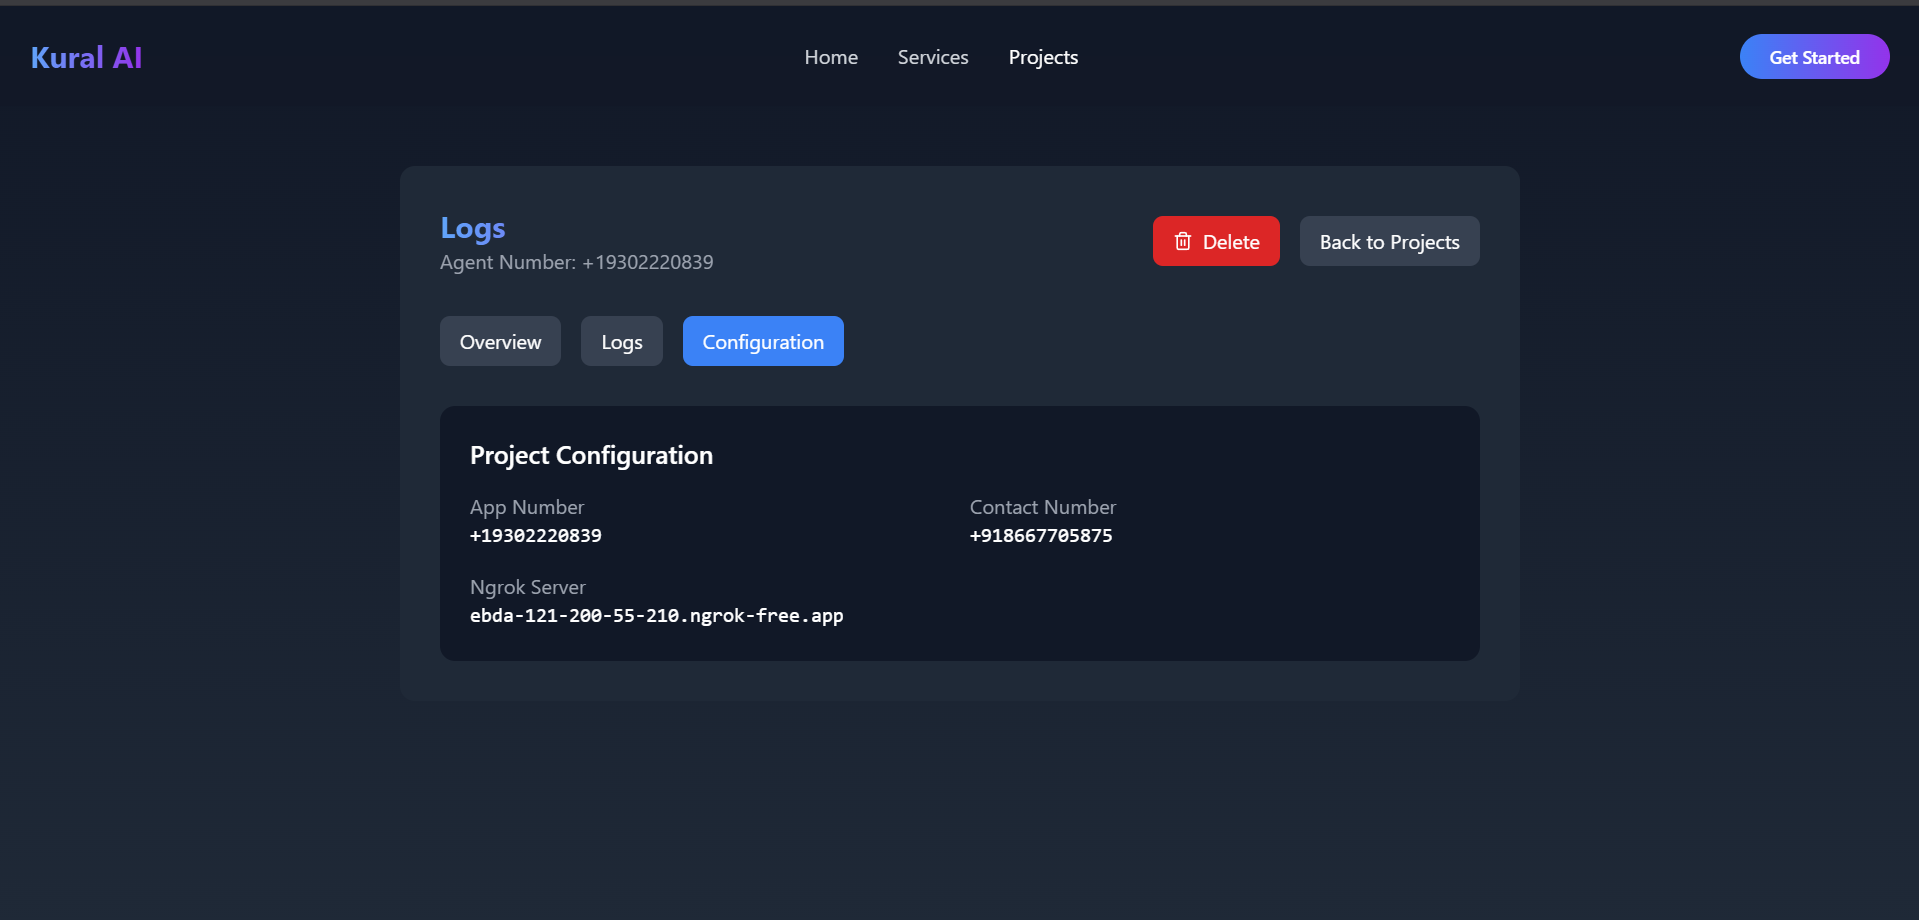 Kural AI
Home Services Projects
Get Started
Logs
Agent Number: +19302220839
Delete
Back to Projects
Overview Logs Configuration
Project Configuration
App Number
+19302220839
Contact Number
+918667705875
Ngrok Server
ebda-121-200-55-210.ngrok-free.app